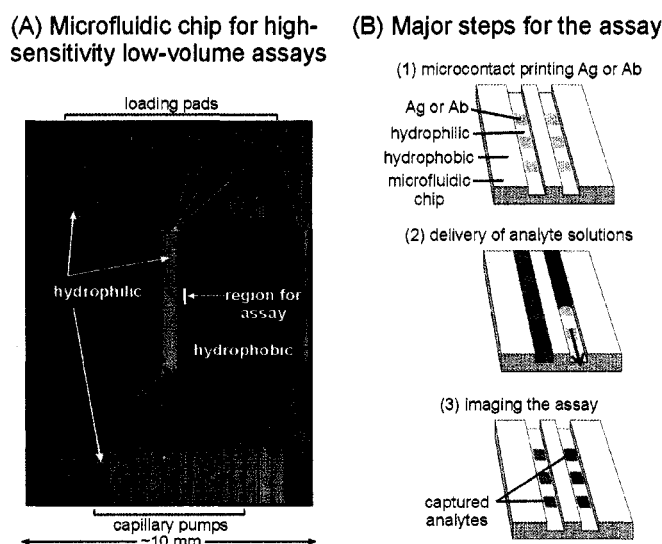 (A) Microfluidic chip for high-
sensitivity low-volume assays
loading pads
hydrophilic
region for
assay
hydrophobic
capillary pumps
~10 mm
(B) Major steps for the assay
(1) microcontact printing Ag or Ab
Ag or Ab
hydrophilic
hydrophobic
microfluidic
chip
(2) delivery of analyte solutions
(3) imaging the assay
captured
analytes